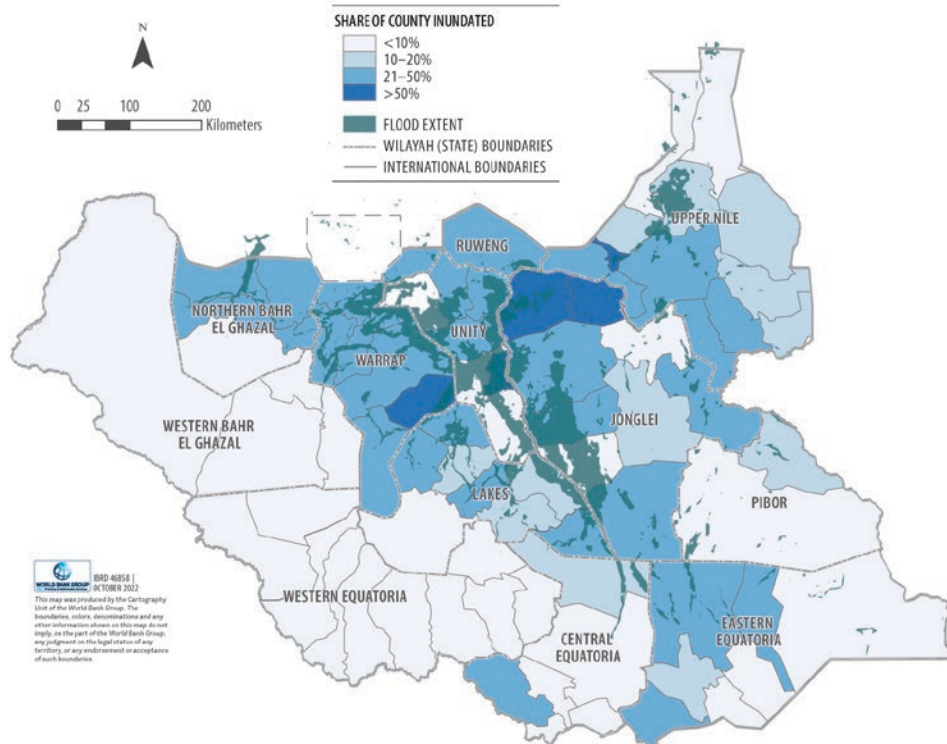 SHARE OF COUNTY INUNDATED
<10%
10–20%
21–50%
>50%
FLOOD EXTENT
WILAYAH (STATE) BOUNDARIES
INTERNATIONAL BOUNDARIES
N
0 25 100 200
Kilometers
UPPER NILE
RUWENG
NORTHERN BAHR
EL GHAZAL
UNITY
WARRAP
WESTERN BAHR
EL GHAZAL
JONGLEI
LAKES
PIBOR
WESTERN EQUATORIA
CENTRAL
EQUATORIA
EASTERN
EQUATORIA
WORLD BANK GROUP
IBRD 46858 |
OCTOBER 2022
This map was produced by the Cartography
Unit of the World Bank Group. The
boundaries, colors, denominations and any
other information shown on this map do not
imply, on the part of the World Bank Group,
any judgment on the legal status of any
territory, or any endorsement or acceptance
of such boundaries.